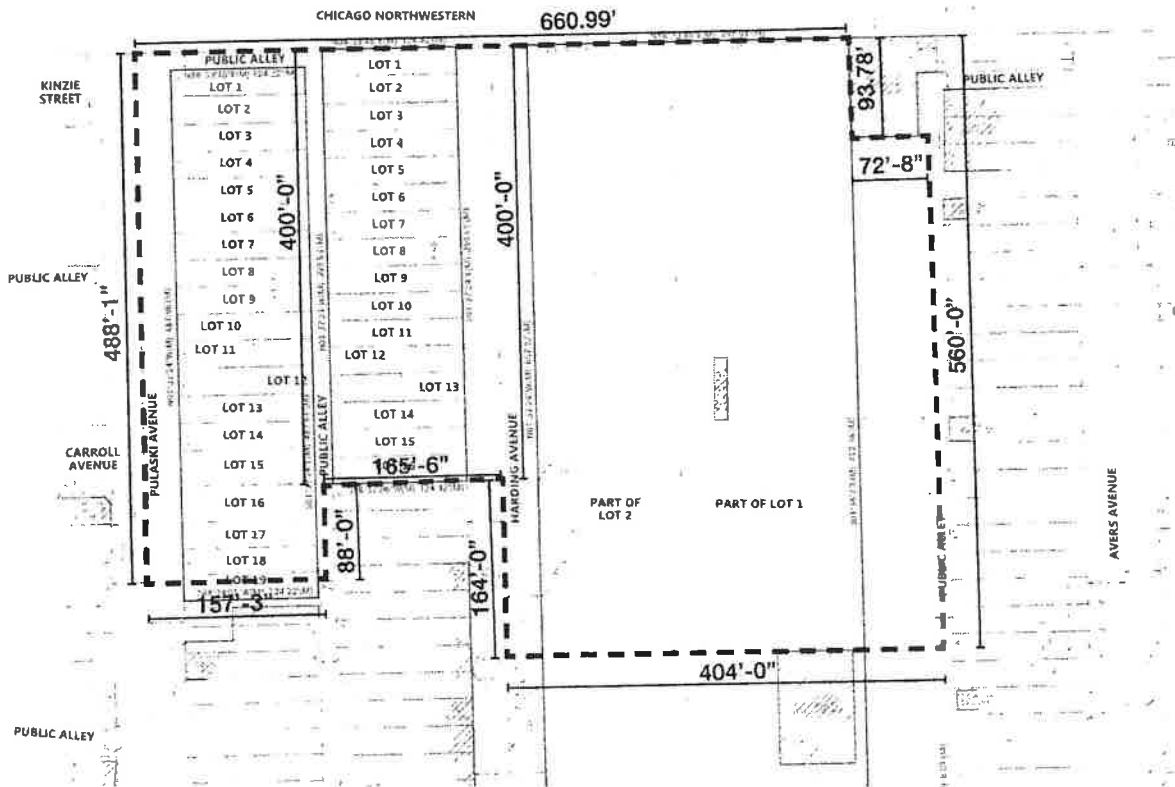 CHICAGO NORTHWESTERN
660.99'
KINZIE
STREET
PUBLIC ALLEY
LOT 1
LOT 2
LOT 3
LOT 4
LOT 5
LOT 6
LOT 7
LOT 8
LOT 9
LOT 10
LOT 11
LOT 12
LOT 13
LOT 14
LOT 15
LOT 16
LOT 17
LOT 18
LOT 19
LOT 1
LOT 2
LOT 3
LOT 4
LOT 5
LOT 6
LOT 7
LOT 8
LOT 9
LOT 10
LOT 11
LOT 12
LOT 13
LOT 14
LOT 15
400'-0"
400'-0"
93.78'
PUBLIC ALLEY
72'-8"
PUBLIC ALLEY
488'-1"
560'-0"
CARROLL
AVENUE
PULASKI AVENUE
PUBLIC ALLEY
165'-6"
HARDING AVENUE
88'-0"
164'-0"
157'-3"
PART OF
LOT 2
PART OF LOT 1
PUBLIC ALLEY
AVERS AVENUE
404'-0"
PUBLIC ALLEY